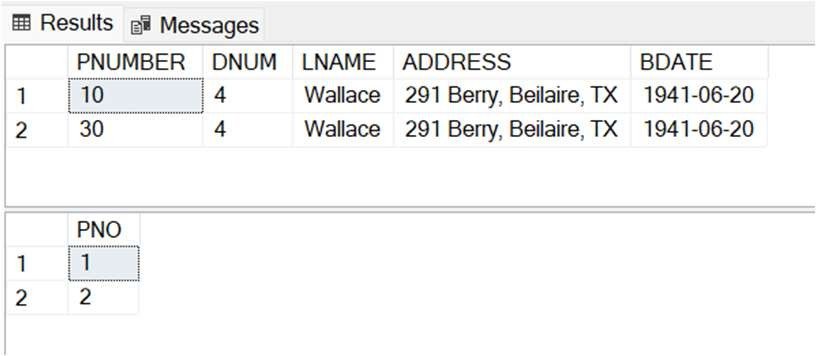 Results Messages
PNUMBER DNUM LNAME ADDRESS BDATE
1 10 4 Wallace 291 Berry, Beilaire, TX 1941-06-20
2 30 4 Wallace 291 Berry, Beilaire, TX 1941-06-20
PNO
1 1
2 2